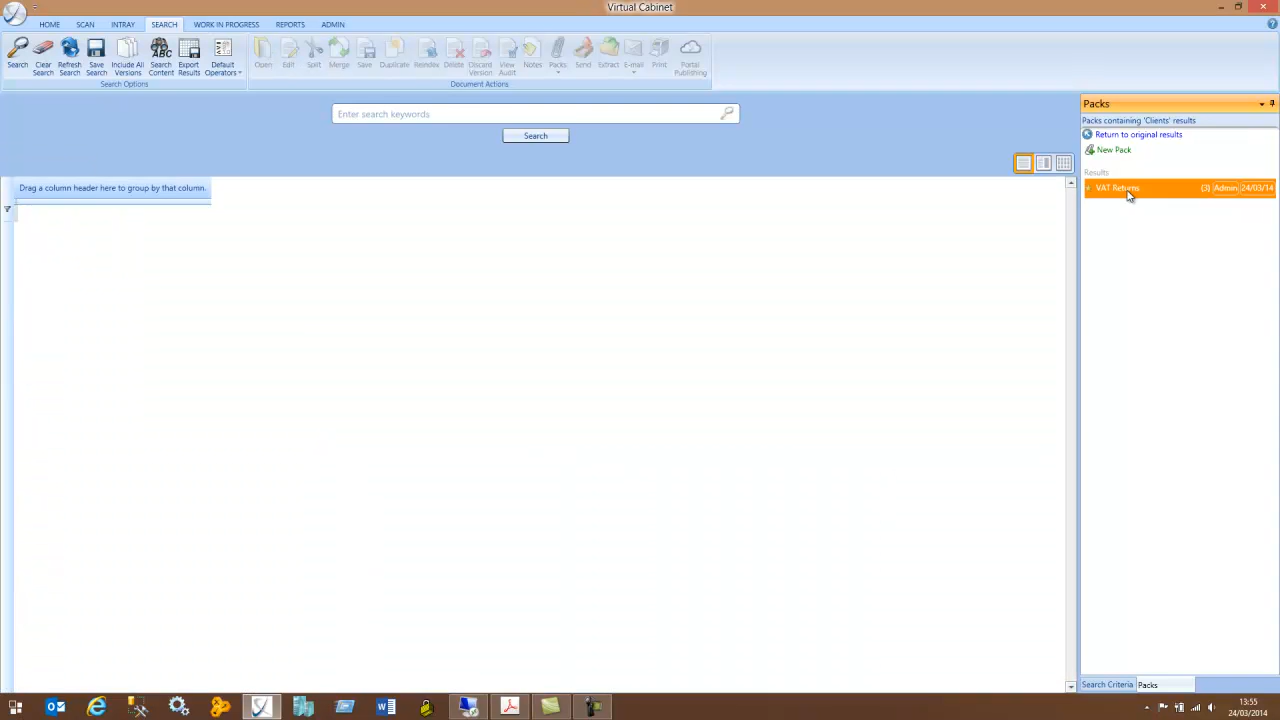 Virtual Cabinet
HOME SCAN INTRAY SEARCH WORK IN PROGRESS REPORTS ADMIN
Search Clear Search Refresh Search Save Search Include All Versions Search Content Export Results Default Operators Open Edit Split Merge Save Duplicate Reindex Delete Discard Version View Audit Notes Packs Send Extract E-mail Print Portal Publishing
Search Options Document Actions
Packs
Enter search keywords
Packs containing 'Clients' results
Search
Return to original results
New Pack
Results
Drag a column header here to group by that column.
VAT Returns (3) Admin 24/03/14
Search Criteria Packs
13:55
24/03/2014